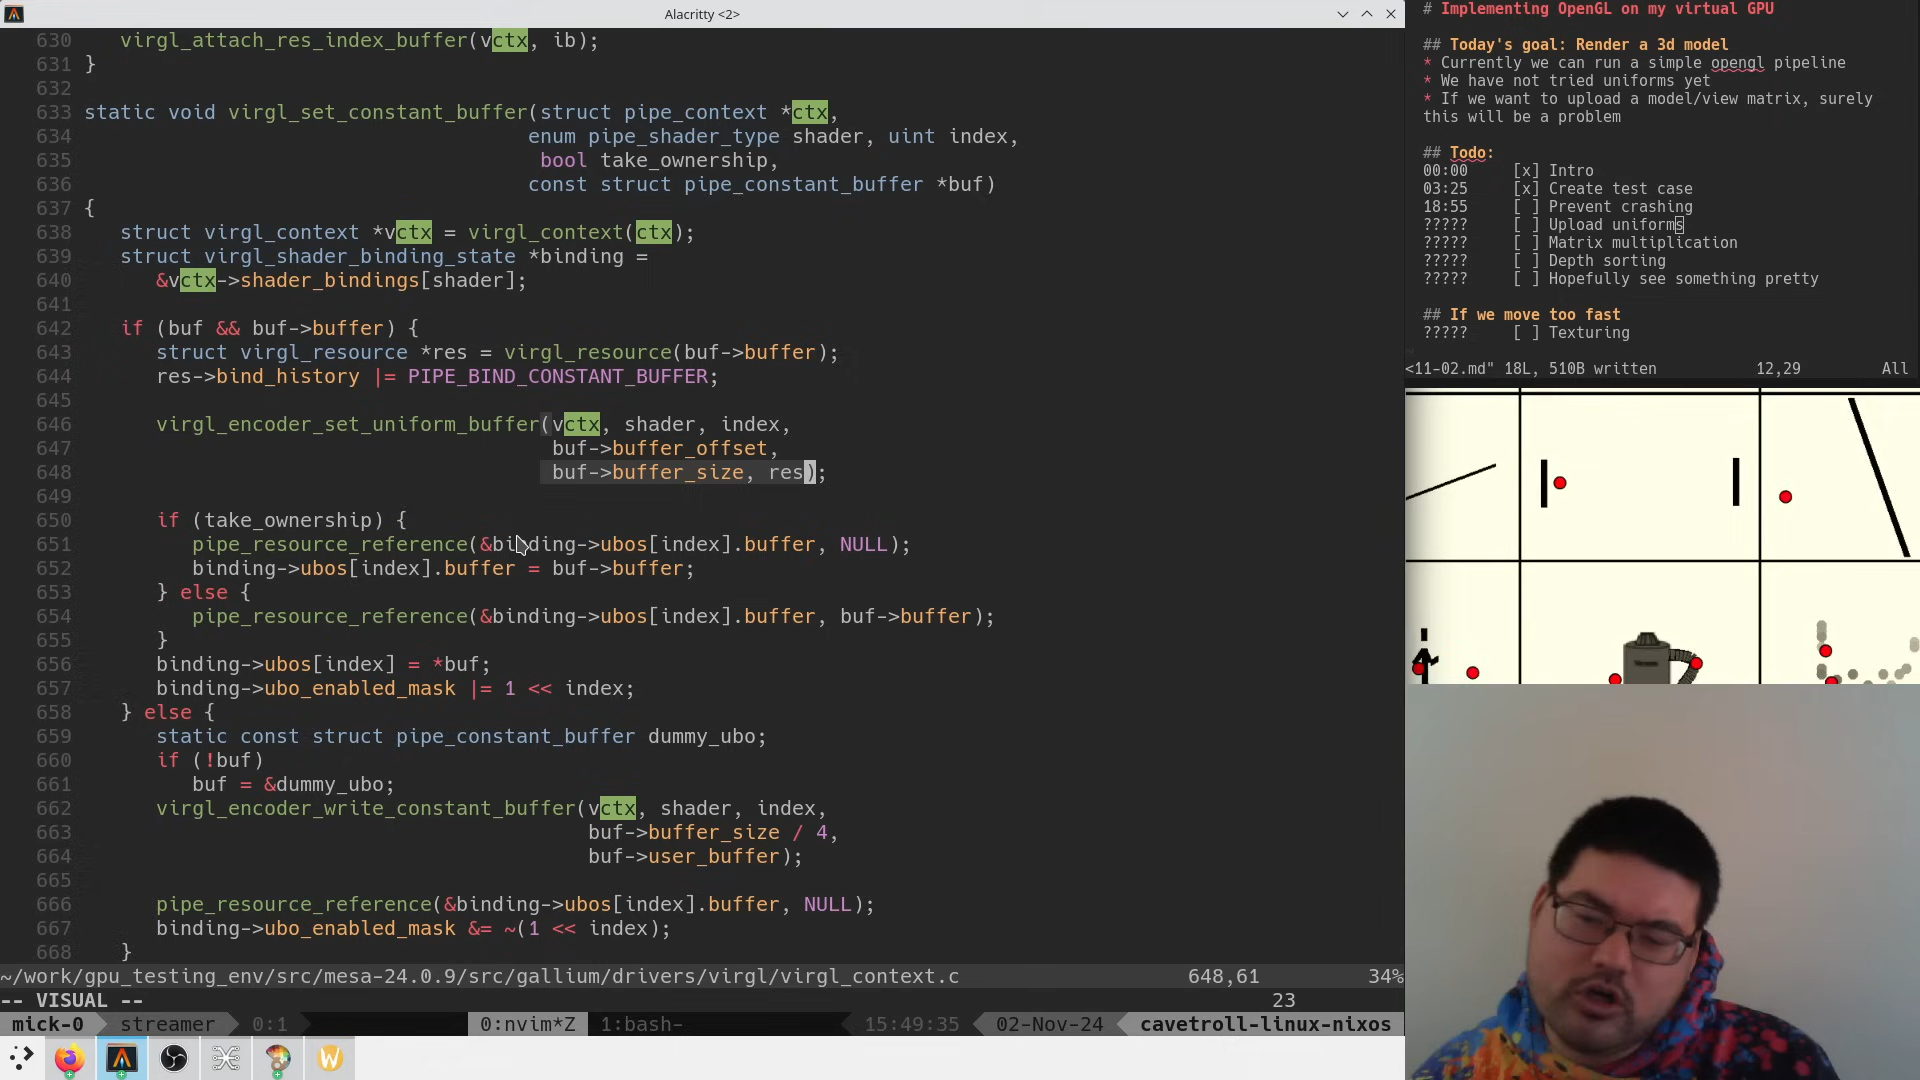 Alacritty <2>
630 virgl_attach_res_index_buffer(vctx, ib);
631 }
632
633 static void virgl_set_constant_buffer(struct pipe_context *ctx,
634 enum pipe_shader_type shader, uint index,
635 bool take_ownership,
636 const struct pipe_constant_buffer *buf)
637 {
638 struct virgl_context *vctx = virgl_context(ctx);
639 struct virgl_shader_binding_state *binding =
640 &vctx->shader_bindings[shader];
641
642 if (buf && buf->buffer) {
643 struct virgl_resource *res = virgl_resource(buf->buffer);
644 res->bind_history |= PIPE_BIND_CONSTANT_BUFFER;
645
646 virgl_encoder_set_uniform_buffer(vctx, shader, index,
647 buf->buffer_offset,
648 buf->buffer_size, res);
649
650 if (take_ownership) {
651 pipe_resource_reference(&binding->ubos[index].buffer, NULL);
652 binding->ubos[index].buffer = buf->buffer;
653 } else {
654 pipe_resource_reference(&binding->ubos[index].buffer, buf->buffer);
655 }
656 binding->ubos[index] = *buf;
657 binding->ubo_enabled_mask |= 1 << index;
658 } else {
659 static const struct pipe_constant_buffer dummy_ubo;
660 if (!buf)
661 buf = &dummy_ubo;
662 virgl_encoder_write_constant_buffer(vctx, shader, index,
663 buf->buffer_size / 4,
664 buf->user_buffer);
665
666 pipe_resource_reference(&binding->ubos[index].buffer, NULL);
667 binding->ubo_enabled_mask &= ~(1 << index);
668 }
~/work/gpu_testing_env/src/mesa-24.0.9/src/gallium/drivers/virgl/virgl_context.c 648,61 34%
-- VISUAL -- 23
mick-0 streamer 0:1 0:nvim*Z 1:bash- 15:49:35 02-Nov-24 cavetroll-linux-nixos
# Implementing OpenGL on my virtual GPU
## Today's goal: Render a 3d model
* Currently we can run a simple opengl pipeline
* We have not tried uniforms yet
* If we want to upload a model/view matrix, surely
this will be a problem
## Todo:
00:00 [x] Intro
03:25 [x] Create test case
18:55 [ ] Prevent crashing
????? [ ] Upload uniforms
????? [ ] Matrix multiplication
????? [ ] Depth sorting
????? [ ] Hopefully see something pretty
## If we move too fast
????? [ ] Texturing
<11-02.md" 18L, 510B written 12,29 All